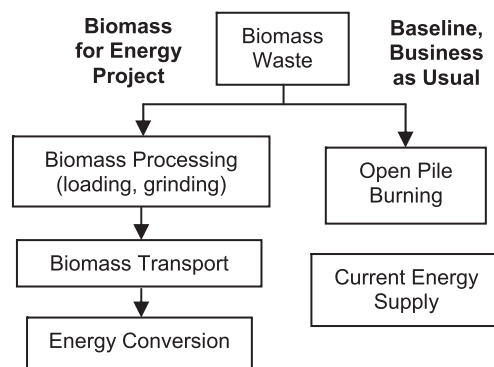 Biomass
for Energy
Project
Biomass
Waste
Baseline,
Business
as Usual
Biomass Processing
(loading, grinding)
Open Pile
Burning
Biomass Transport
Current Energy
Supply
Energy Conversion